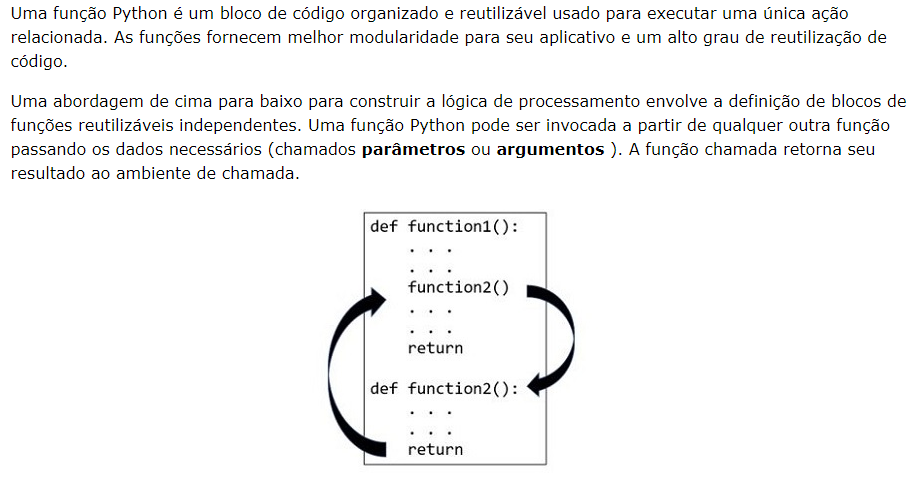 Uma função Python é um bloco de código organizado e reutilizável usado para executar uma única ação
relacionada. As funções fornecem melhor modularidade para seu aplicativo e um alto grau de reutilização de
código.
Uma abordagem de cima para baixo para construir a lógica de processamento envolve a definição de blocos de
funções reutilizáveis independentes. Uma função Python pode ser invocada a partir de qualquer outra função
passando os dados necessários (chamados parâmetros ou argumentos ). A função chamada retorna seu
resultado ao ambiente de chamada.
def function1():
. . .
. . .
function2()
. . .
. . .
return
def function2():
. . .
. . .
return